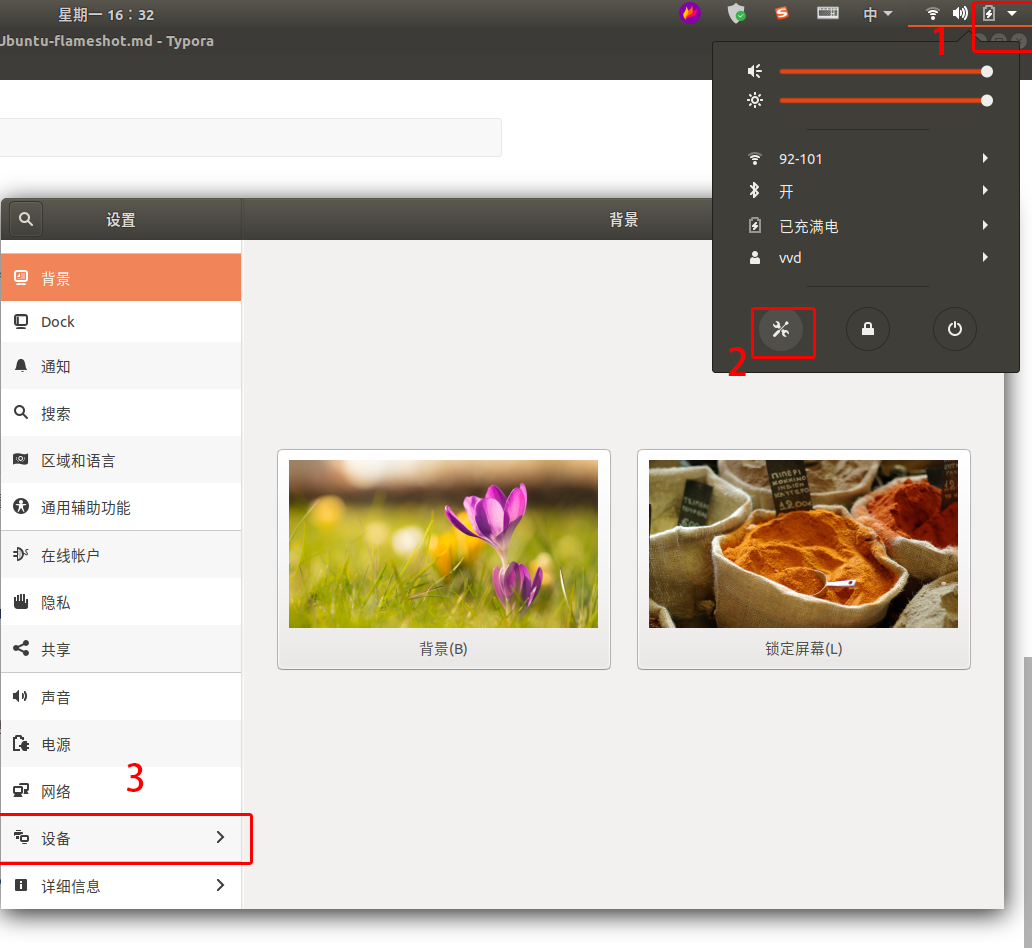 星期一 16：32
中
1
Ubuntu-flameshot.md - Typora
92-101
开
已充满电
vvd
2
设置
背景
背景
Dock
通知
搜索
区域和语言
通用辅助功能
在线帐户
隐私
共享
声音
电源
网络
3
设备
详细信息
背景(B)
锁定屏幕(L)